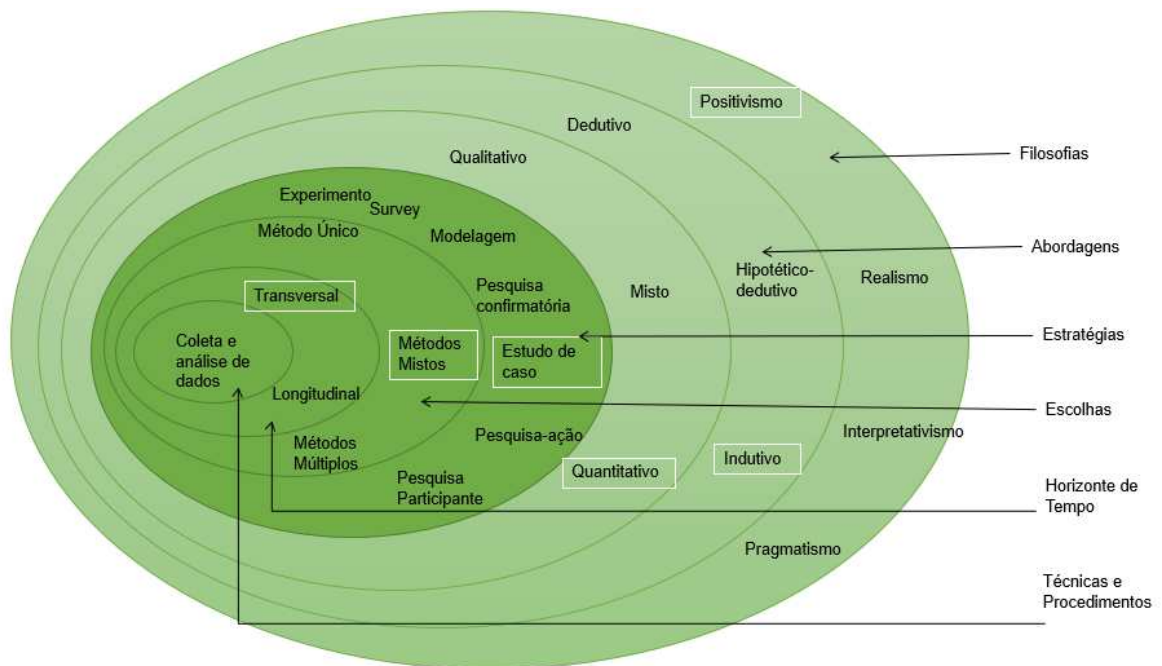 Positivismo
Dedutivo
Filosofias
Qualitativo
Experimento
Survey
Método Único
Modelagem
Abordagens
Hipotético-
dedutivo
Realismo
Pesquisa
confirmatória
Misto
Transversal
Estratégias
Coleta e
análise de
dados
Métodos
Mistos
Estudo de
caso
Longitudinal
Escolhas
Interpretativismo
Pesquisa-ação
Métodos
Múltiplos
Quantitativo
Indutivo
Pesquisa
Participante
Horizonte de
Tempo
Pragmatismo
Técnicas e
Procedimentos